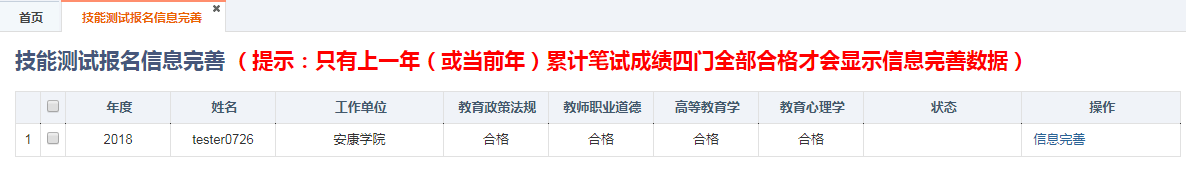 首页 技能测试报名信息完善
技能测试报名信息完善（提示：只有上一年（或当前年）累计笔试成绩四门全部合格才会显示信息完善数据）
年度 姓名 工作单位 教育政策法规 教师职业道德 高等教育学 教育心理学 状态 操作
1 2018 tester0726 安康学院 合格 合格 合格 合格 信息完善